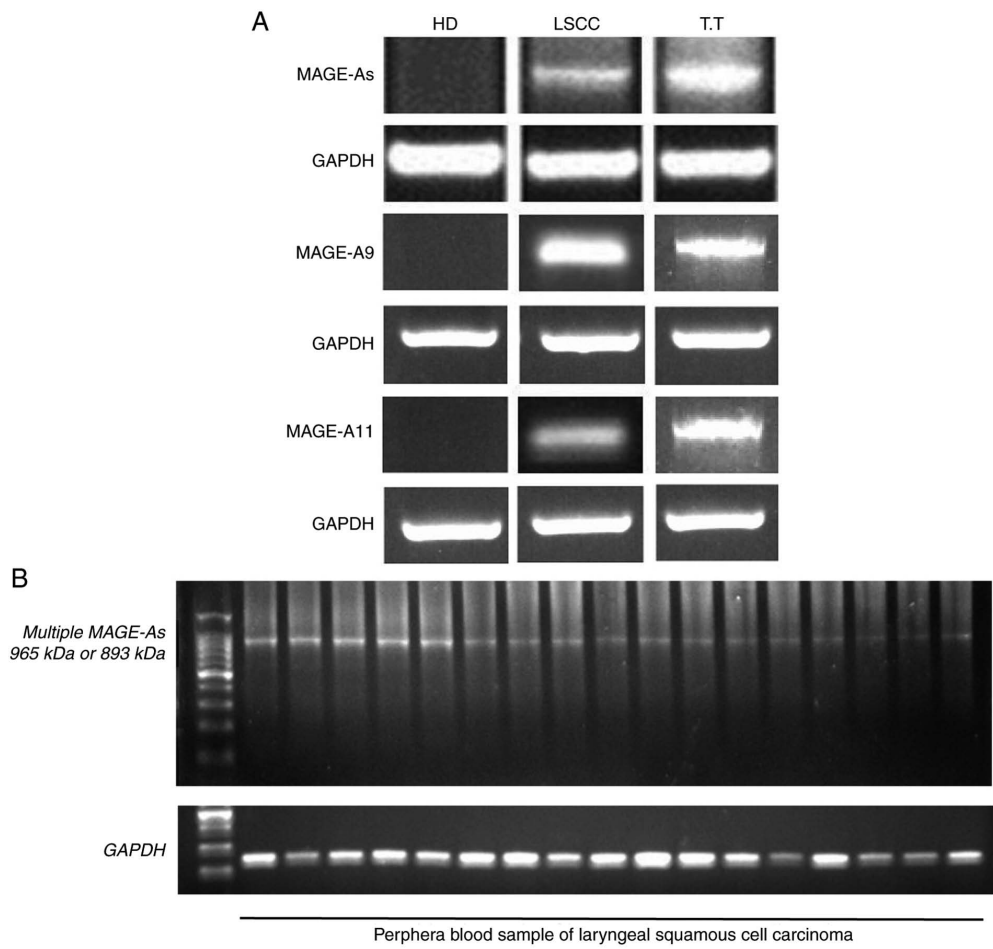 A
HD LSCC T.T
MAGE-As
GAPDH
MAGE-A9
GAPDH
MAGE-A11
GAPDH
B
Multiple MAGE-As
965 kDa or 893 kDa
GAPDH
Perphera blood sample of laryngeal squamous cell carcinoma